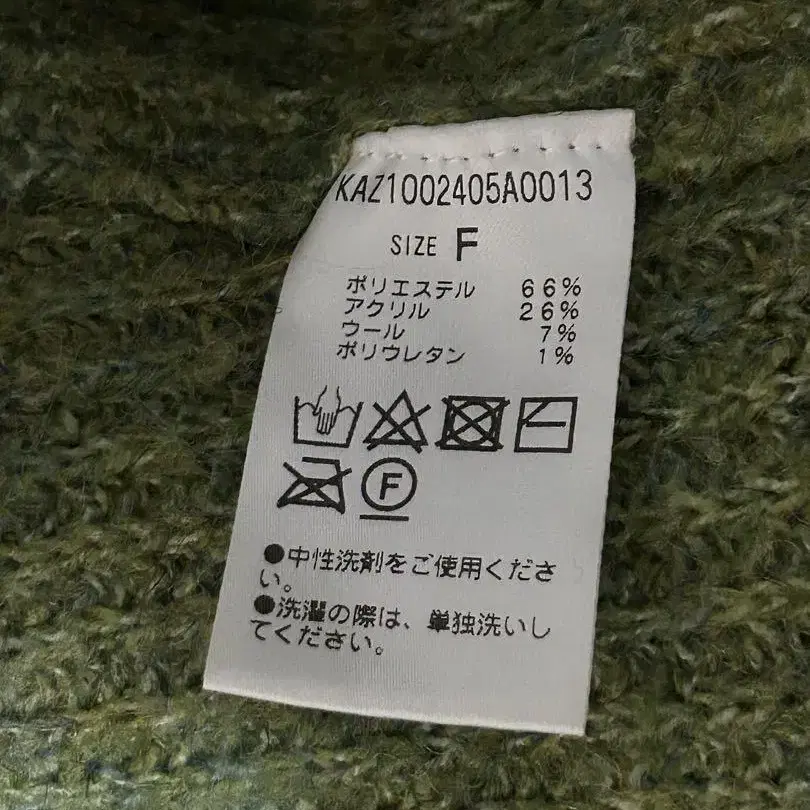 KAZ1002405A0013
SIZE F
ポリエステル 66%
アクリル 26%
ウール 7%
ポリウレタン 1%
F
●中性洗剤をご使用くださ
い。
●洗濯の際は、単独洗いし
てください。